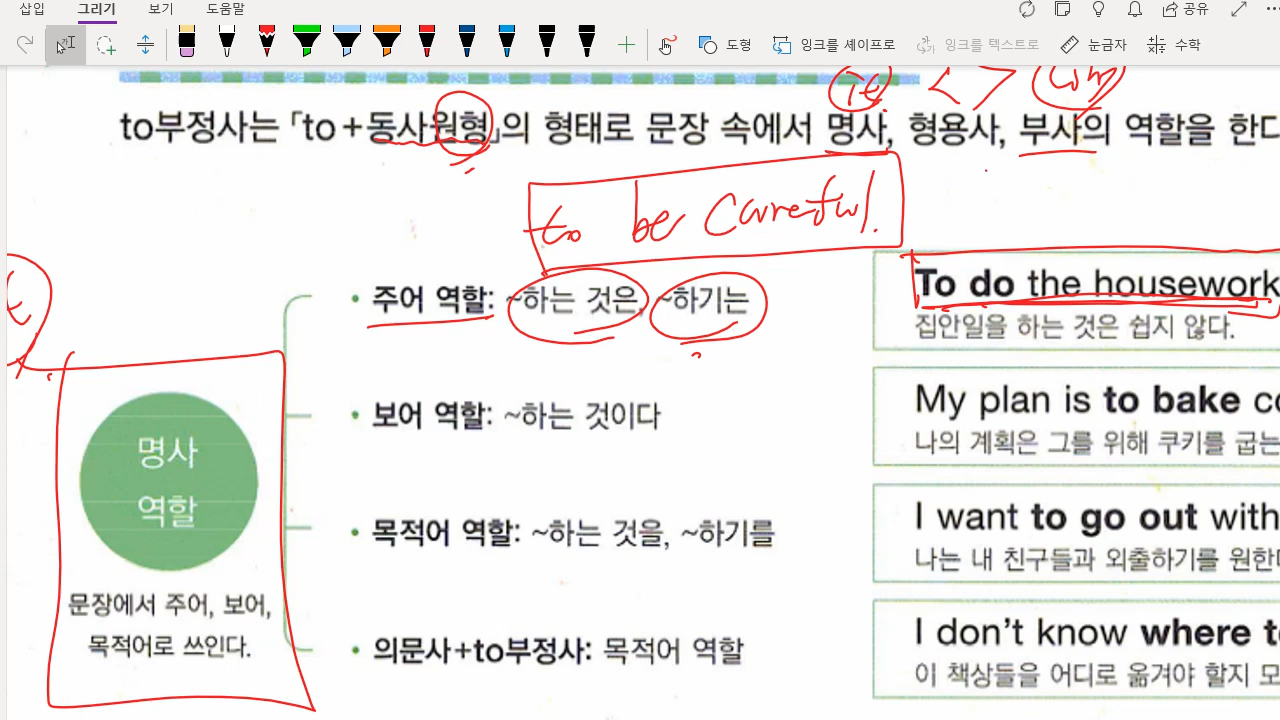 삽입 그리기 보기 도움말
공유
도형 잉크를 셰이프로 잉크를 텍스트로 눈금자 수학
to부정사는 「to+동사원형」의 형태로 문장 속에서 명사, 형용사, 부사의 역할을 한다
to be careful.
주어 역할: ~하는 것은, ~하기는
To do the housework
집안일을 하는 것은 쉽지 않다.
명사
역할
문장에서 주어, 보어,
목적어로 쓰인다.
보어 역할: ~하는 것이다
My plan is to bake co
나의 계획은 그를 위해 쿠키를 굽는
목적어 역할: ~하는 것을, ~하기를
I want to go out with
나는 내 친구들과 외출하기를 원한다
의문사+to부정사: 목적어 역할
I don't know where to
이 책상들을 어디로 옮겨야 할지 모